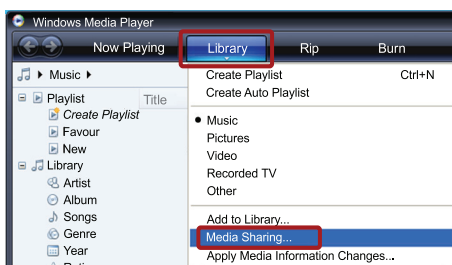 Windows Media Player
Now Playing
Library
Rip
Burn
Music
Playlist
Title
Create Playlist
Favour
New
Library
Artist
Album
Songs
Genre
Year
Create Playlist Ctrl+N
Create Auto Playlist
Music
Pictures
Video
Recorded TV
Other
Add to Library...
Media Sharing...
Apply Media Information Changes...